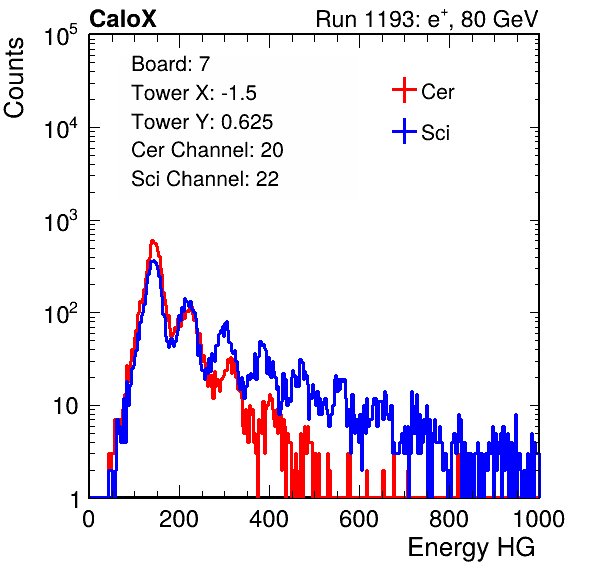 CaloX Run 1193: e⁺, 80 GeV
Counts
10⁵
10⁴
10³
10²
10
1
Board: 7
Tower X: -1.5
Tower Y: 0.625
Cer Channel: 20
Sci Channel: 22
Cer
Sci
0 200 400 600 800 1000
Energy HG